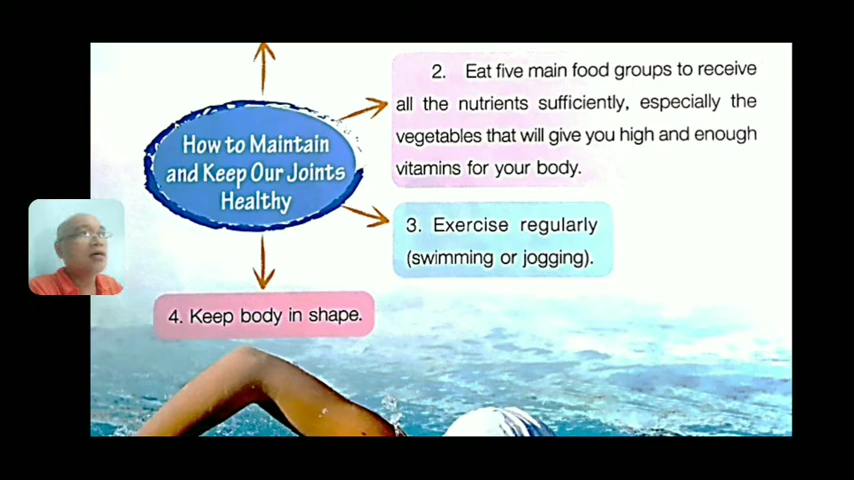 How to Maintain
and Keep Our Joints
Healthy
2. Eat five main food groups to receive
all the nutrients sufficiently, especially the
vegetables that will give you high and enough
vitamins for your body.
3. Exercise regularly
(swimming or jogging).
4. Keep body in shape.